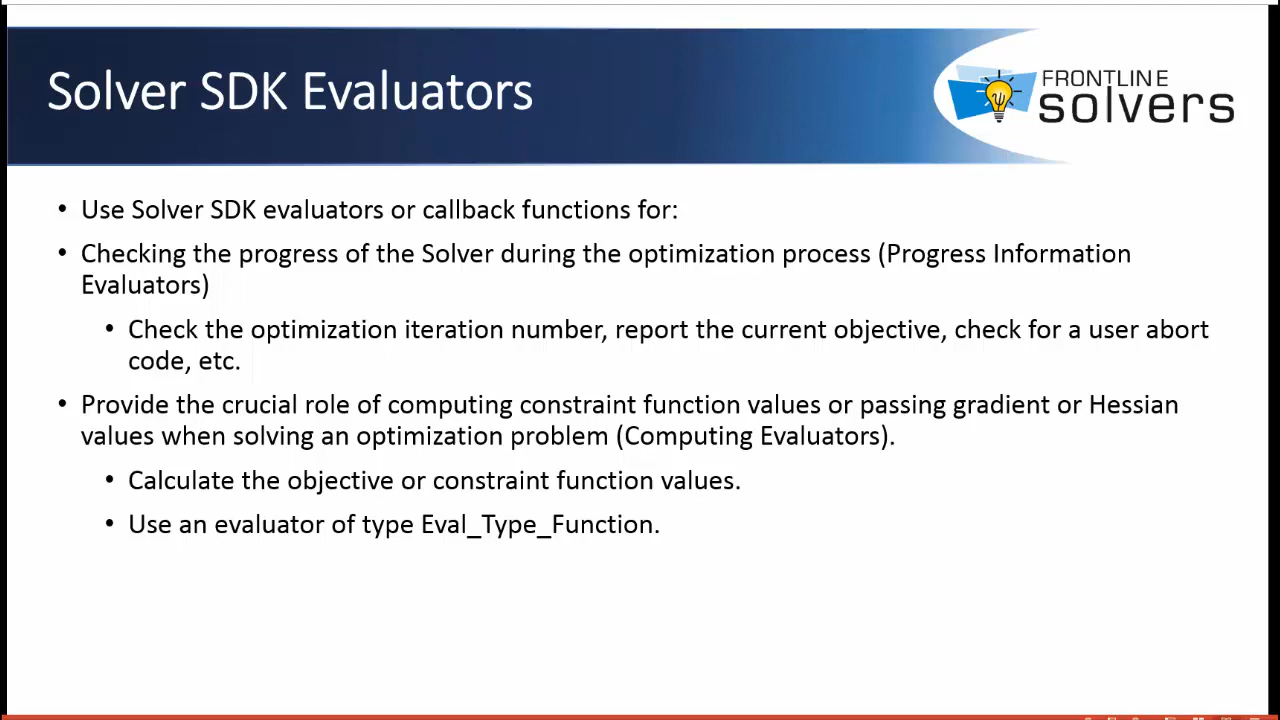 Solver SDK Evaluators
FRONTLINE
solvers
• Use Solver SDK evaluators or callback functions for:
• Checking the progress of the Solver during the optimization process (Progress Information
Evaluators)
• Check the optimization iteration number, report the current objective, check for a user abort
code, etc.
• Provide the crucial role of computing constraint function values or passing gradient or Hessian
values when solving an optimization problem (Computing Evaluators).
• Calculate the objective or constraint function values.
• Use an evaluator of type Eval_Type_Function.